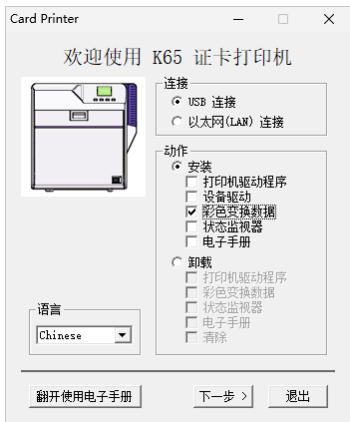 Card Printer
欢迎使用 K65 证卡打印机
连接
USB 连接
以太网(LAN) 连接
动作
安装
打印机驱动程序
设备驱动
彩色变换数据
状态监视器
电子手册
卸载
打印机驱动程序
彩色变换数据
状态监视器
电子手册
清除
语言
Chinese
翻开使用电子手册
下一步 >
退出